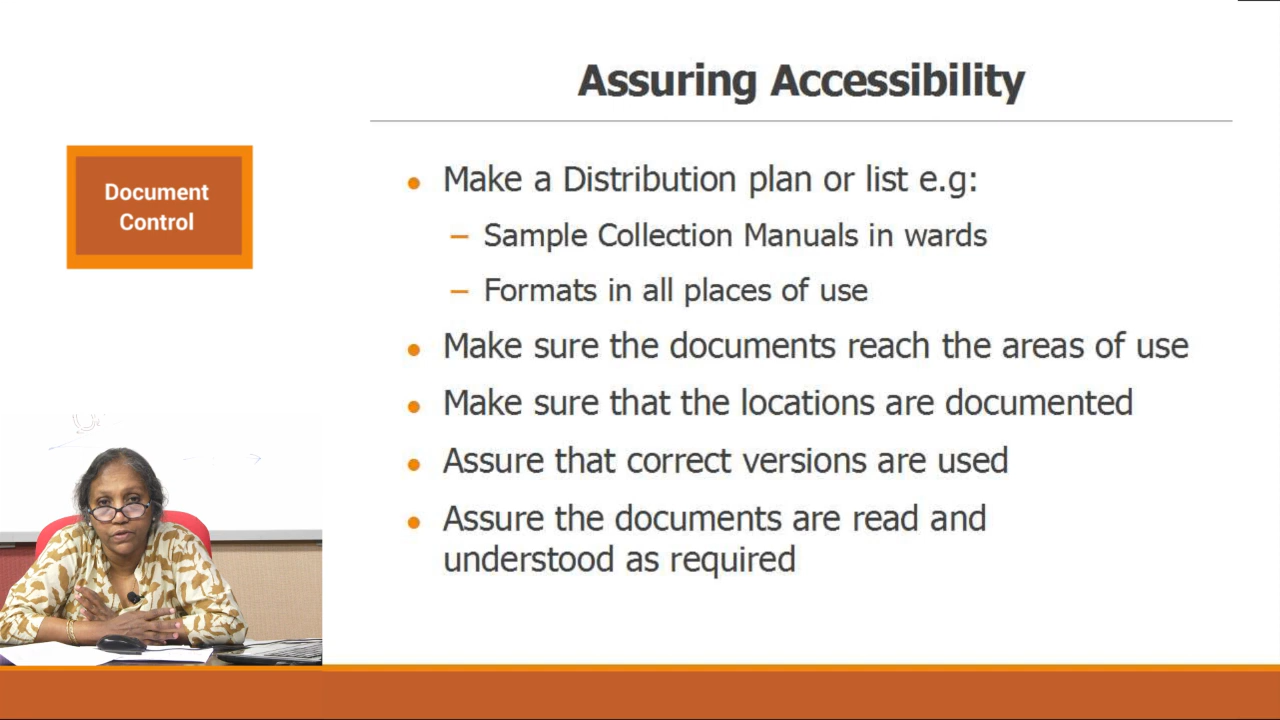 Assuring Accessibility
Document
Control
• Make a Distribution plan or list e.g:
– Sample Collection Manuals in wards
– Formats in all places of use
• Make sure the documents reach the areas of use
• Make sure that the locations are documented
• Assure that correct versions are used
• Assure the documents are read and
understood as required